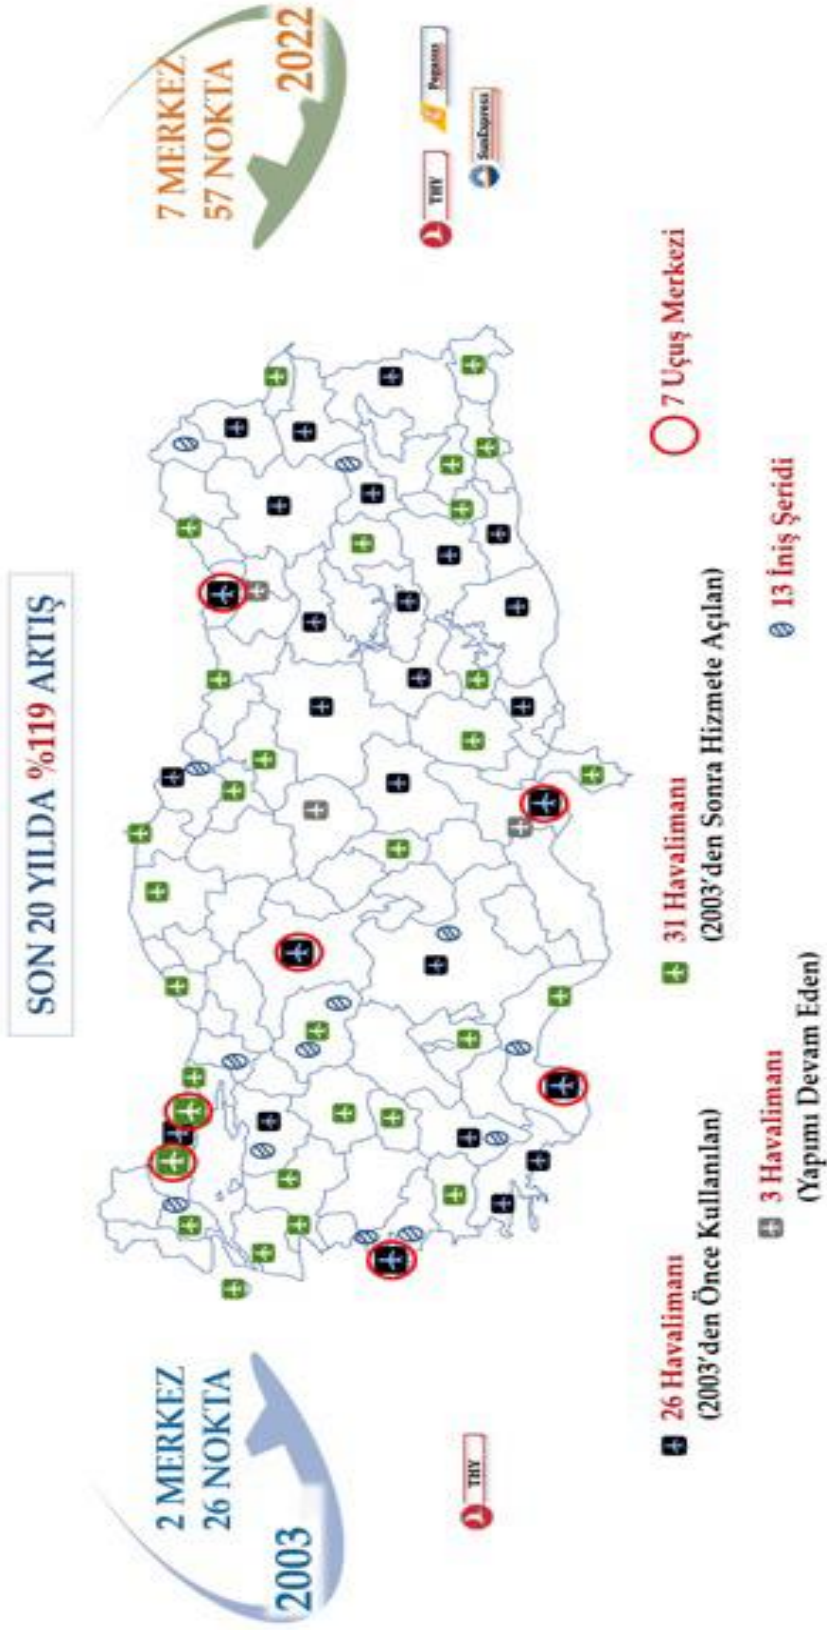 SON 20 YILDA %119 ARTIŞ
2 MERKEZ
26 NOKTA
2003
THY
7 MERKEZ
57 NOKTA
2022
THY
Pegasus
SunExpress
26 Havalimanı
(2003'den Önce Kullanılan)
31 Havalimanı
(2003'den Sonra Hizmete Açılan)
7 Uçuş Merkezi
3 Havalimanı
(Yapımı Devam Eden)
13 İniş Şeridi